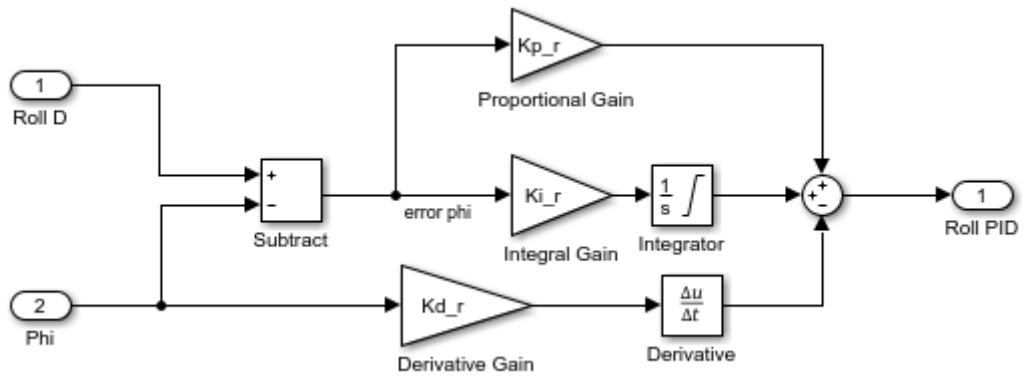 Kp_r
Proportional Gain
1
Roll D
+
−
Subtract
error phi
Ki_r
Integral Gain
1
s
Integrator
+
+
−
1
Roll PID
2
Phi
Kd_r
Derivative Gain
Δu
Δt
Derivative